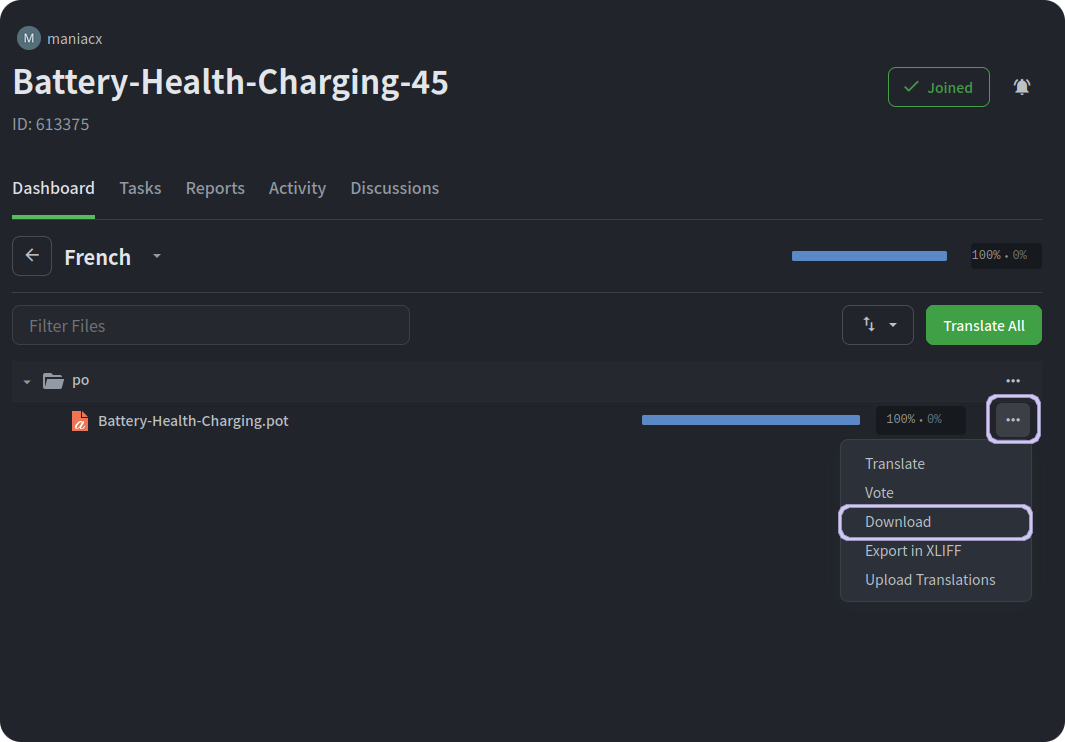 M maniacx
Battery-Health-Charging-45
Joined
ID: 613375
Dashboard Tasks Reports Activity Discussions
French
100% • 0%
Filter Files
Translate All
po
Battery-Health-Charging.pot
100% • 0%
Translate
Vote
Download
Export in XLIFF
Upload Translations